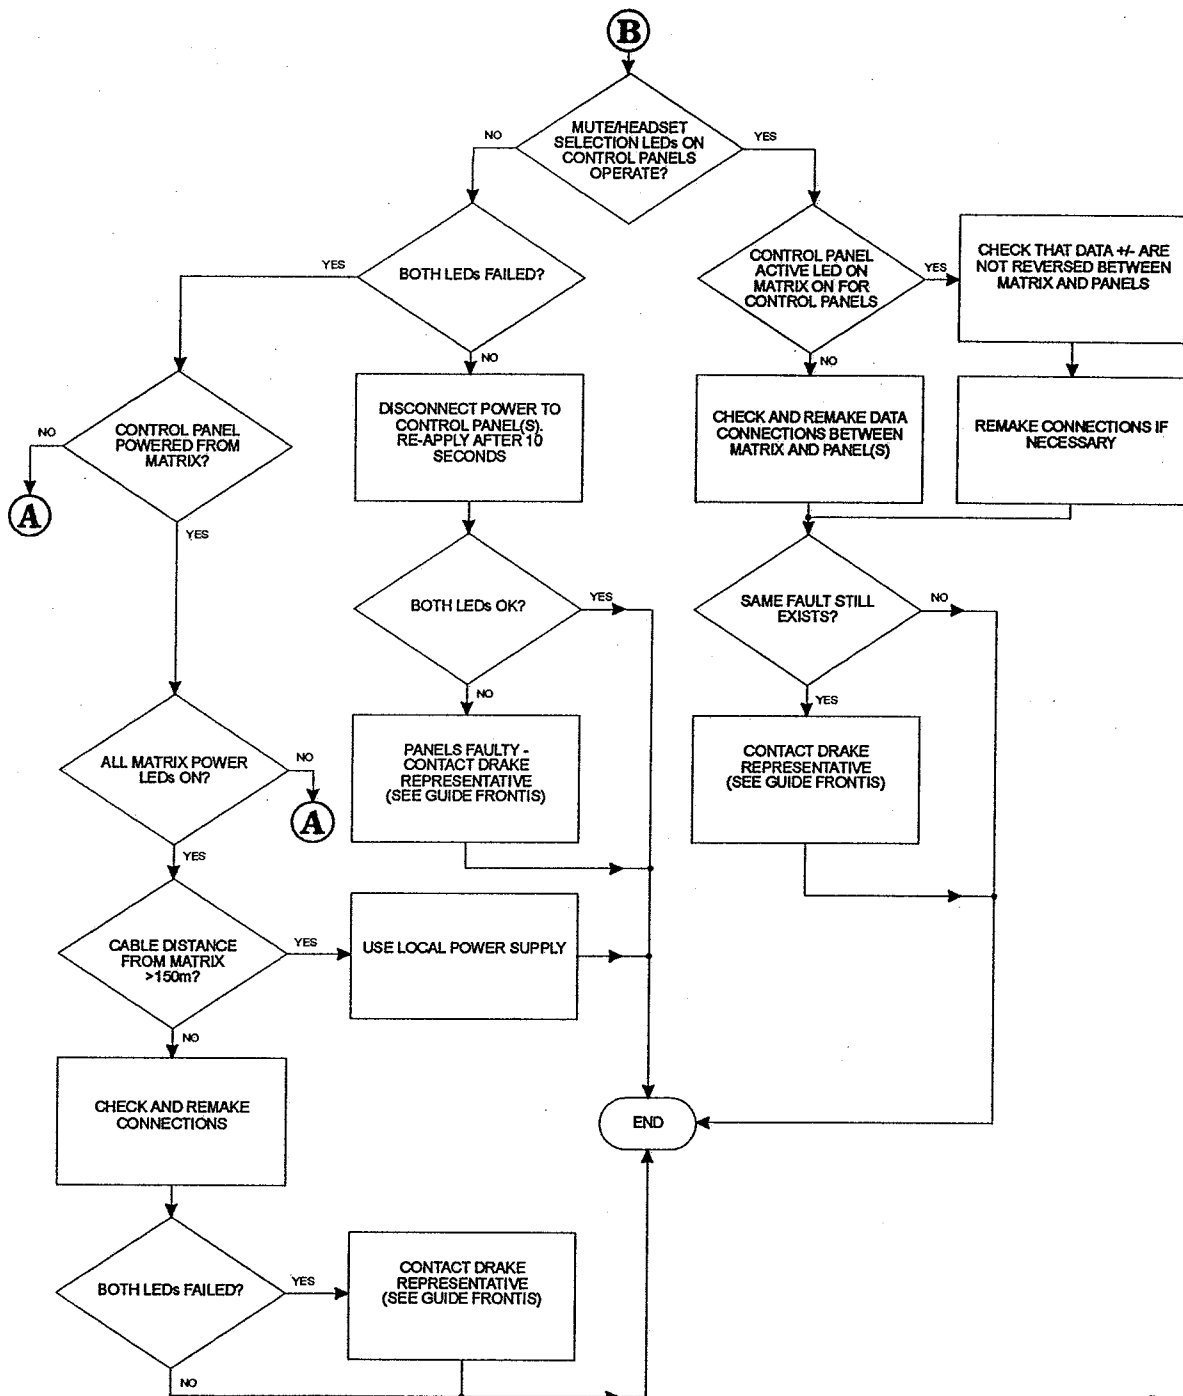 B
MUTE/HEADSET
SELECTION LEDs ON
CONTROL PANELS
OPERATE?
NO
YES
BOTH LEDs FAILED?
YES
NO
CONTROL PANEL
ACTIVE LED ON
MATRIX ON FOR
CONTROL PANELS
YES
NO
CHECK THAT DATA +/- ARE
NOT REVERSED BETWEEN
MATRIX AND PANELS
CONTROL PANEL
POWERED FROM
MATRIX?
NO
A
YES
DISCONNECT POWER TO
CONTROL PANEL(S).
RE-APPLY AFTER 10
SECONDS
CHECK AND REMAKE DATA
CONNECTIONS BETWEEN
MATRIX AND PANEL(S)
REMAKE CONNECTIONS IF
NECESSARY
BOTH LEDs OK?
YES
NO
SAME FAULT STILL
EXISTS?
NO
YES
ALL MATRIX POWER
LEDs ON?
NO
A
YES
PANELS FAULTY -
CONTACT DRAKE
REPRESENTATIVE
(SEE GUIDE FRONTIS)
CONTACT DRAKE
REPRESENTATIVE
(SEE GUIDE FRONTIS)
CABLE DISTANCE
FROM MATRIX
>150m?
YES
NO
USE LOCAL POWER SUPPLY
CHECK AND REMAKE
CONNECTIONS
END
BOTH LEDs FAILED?
YES
NO
CONTACT DRAKE
REPRESENTATIVE
(SEE GUIDE FRONTIS)